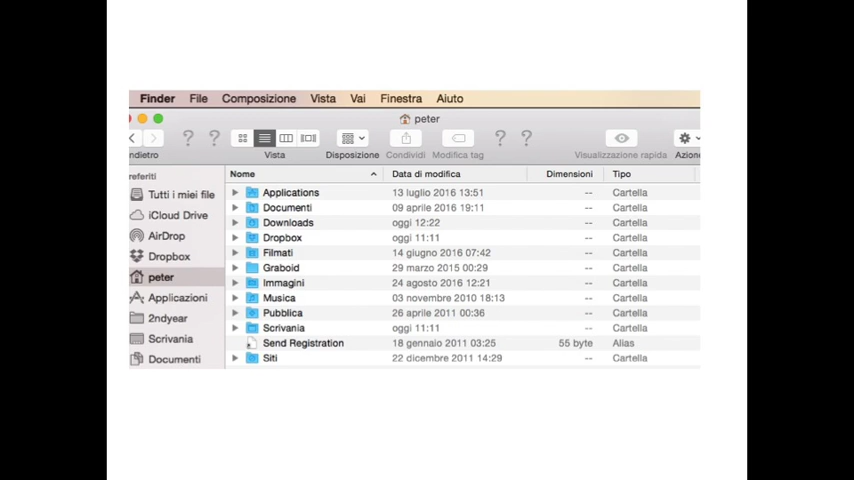 Finder File Composizione Vista Vai Finestra Aiuto
peter
ndietro Vista Disposizione Condividi Modifica tag Visualizzazione rapida Azione
referiti Nome Data di modifica Dimensioni Tipo
Tutti i miei file
iCloud Drive
AirDrop
Dropbox
peter
Applicazioni
2ndyear
Scrivania
Documenti
Applications 13 luglio 2016 13:51 -- Cartella
Documenti 09 aprile 2016 19:11 -- Cartella
Downloads oggi 12:22 -- Cartella
Dropbox oggi 11:11 -- Cartella
Filmati 14 giugno 2016 07:42 -- Cartella
Graboid 29 marzo 2015 00:29 -- Cartella
Immagini 24 agosto 2016 12:21 -- Cartella
Musica 03 novembre 2010 18:13 -- Cartella
Pubblica 26 aprile 2011 00:36 -- Cartella
Scrivania oggi 11:11 -- Cartella
Send Registration 18 gennaio 2011 03:25 55 byte Alias
Siti 22 dicembre 2011 14:29 -- Cartella